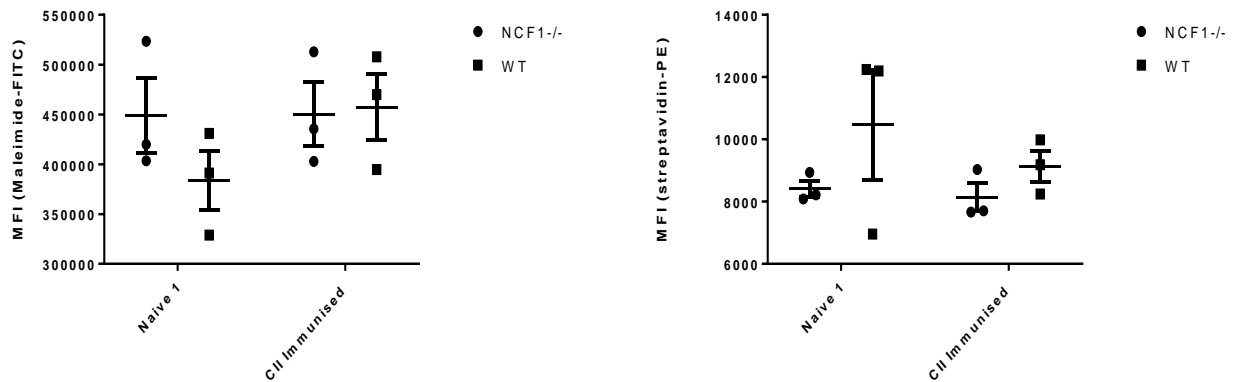 MFI (Maleimide-FITC)
550000
500000
450000
400000
350000
300000
Naive 1
CII Immunised
NCF1-/-
WT
MFI (streptavidin-PE)
14000
12000
10000
8000
6000
Naive 1
CII Immunised
NCF1-/-
WT